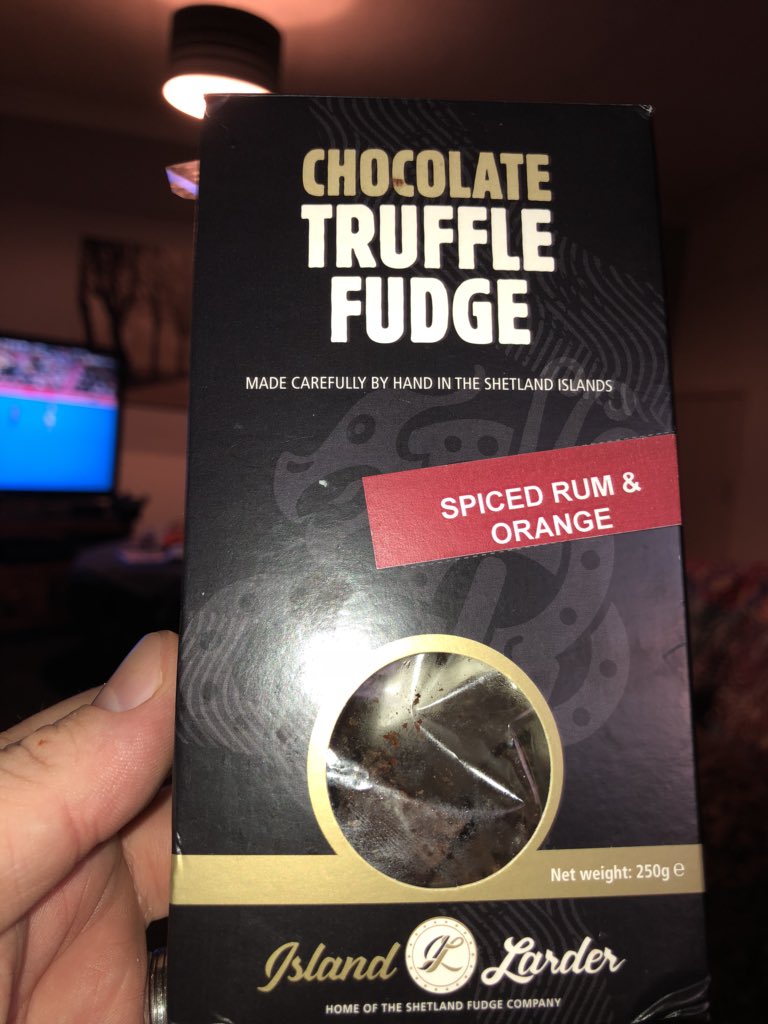 CHOCOLATE
TRUFFLE
FUDGE
MADE CAREFULLY BY HAND IN THE SHETLAND ISLANDS
SPICED RUM &
ORANGE
Net weight: 250g ℮
Island IL Larder
HOME OF THE SHETLAND FUDGE COMPANY